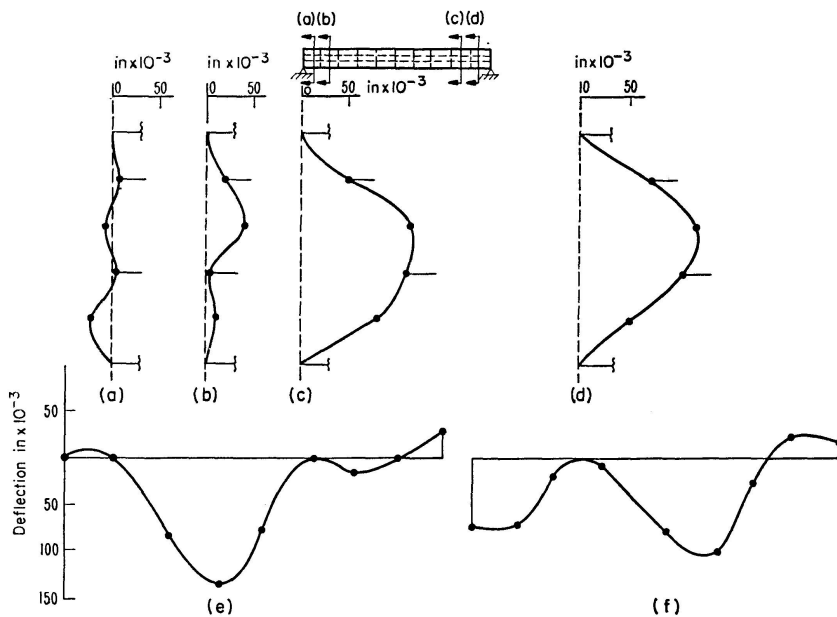 (a)(b) (c)(d)
in x 10⁻³ in x 10⁻³ in x 10⁻³ in x 10⁻³
0 50 0 50 0 50 10 50
(a) (b) (c) (d)
Deflection in x 10⁻³
50
50
100
150
(e) (f)